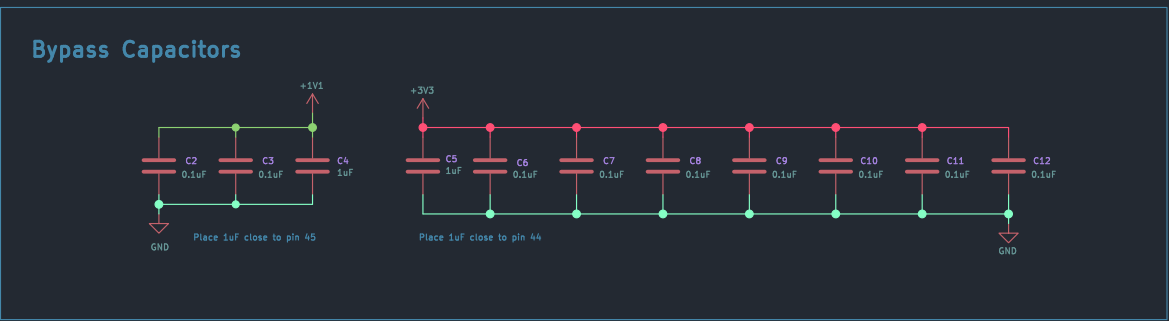 Bypass Capacitors
+1V1
+3V3
C2
0.1uF
C3
0.1uF
C4
1uF
C5
1uF
C6
0.1uF
C7
0.1uF
C8
0.1uF
C9
0.1uF
C10
0.1uF
C11
0.1uF
C12
0.1uF
GND
Place 1uF close to pin 45
Place 1uF close to pin 44
GND